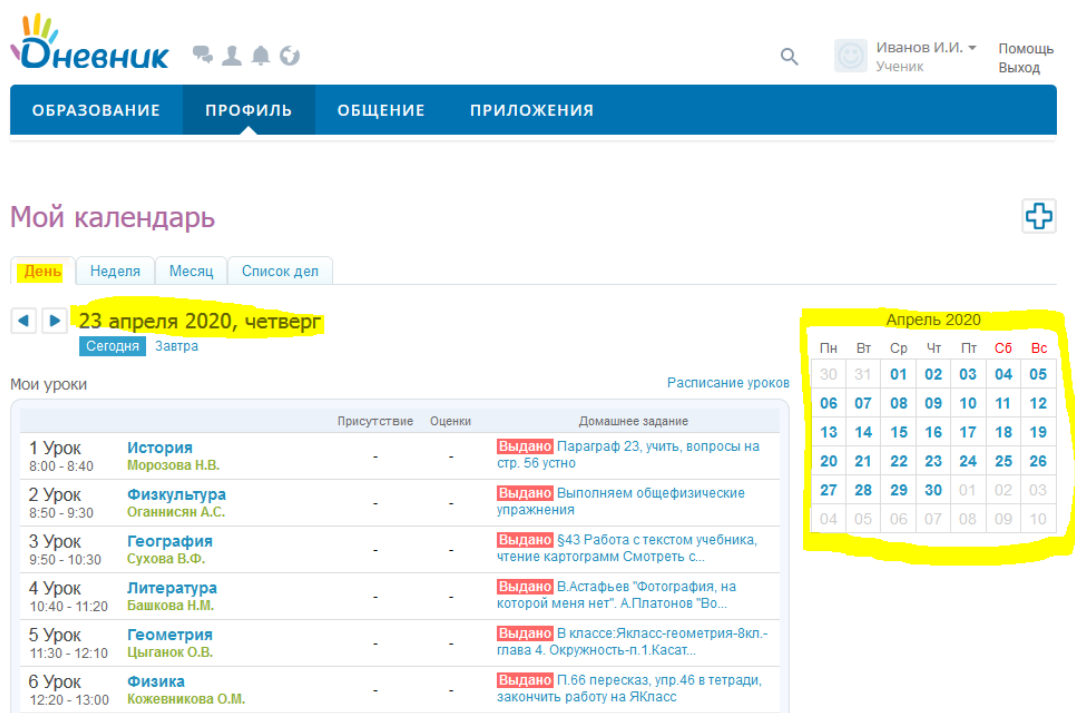 Dневник
Иванов И.И.
Ученик
Помощь
Выход
ОБРАЗОВАНИЕ ПРОФИЛЬ ОБЩЕНИЕ ПРИЛОЖЕНИЯ
Мой календарь
День Неделя Месяц Список дел
23 апреля 2020, четверг
Сегодня Завтра
Мои уроки Расписание уроков
Присутствие Оценки Домашнее задание
1 Урок История - - Выдано Параграф 23, учить, вопросы на
8:00 - 8:40 Морозова Н.В. стр. 56 устно
2 Урок Физкультура - - Выдано Выполняем общефизические
8:50 - 9:30 Оганнисян А.С. упражнения
3 Урок География - - Выдано §43 Работа с текстом учебника,
9:50 - 10:30 Сухова В.Ф. чтение картограмм Смотреть с...
4 Урок Литература - - Выдано В.Астафьев "Фотография, на
10:40 - 11:20 Башкова Н.М. которой меня нет". А.Платонов "Во...
5 Урок Геометрия - - Выдано В классе:Якласс-геометрия-8кл.-
11:30 - 12:10 Цыганок О.В. глава 4. Окружность-п.1.Касат...
6 Урок Физика - - Выдано П.66 пересказ, упр.46 в тетради,
12:20 - 13:00 Кожевникова О.М. закончить работу на ЯКласс
Апрель 2020
Пн Вт Ср Чт Пт Сб Вс
30 31 01 02 03 04 05
06 07 08 09 10 11 12
13 14 15 16 17 18 19
20 21 22 23 24 25 26
27 28 29 30 01 02 03
04 05 06 07 08 09 10